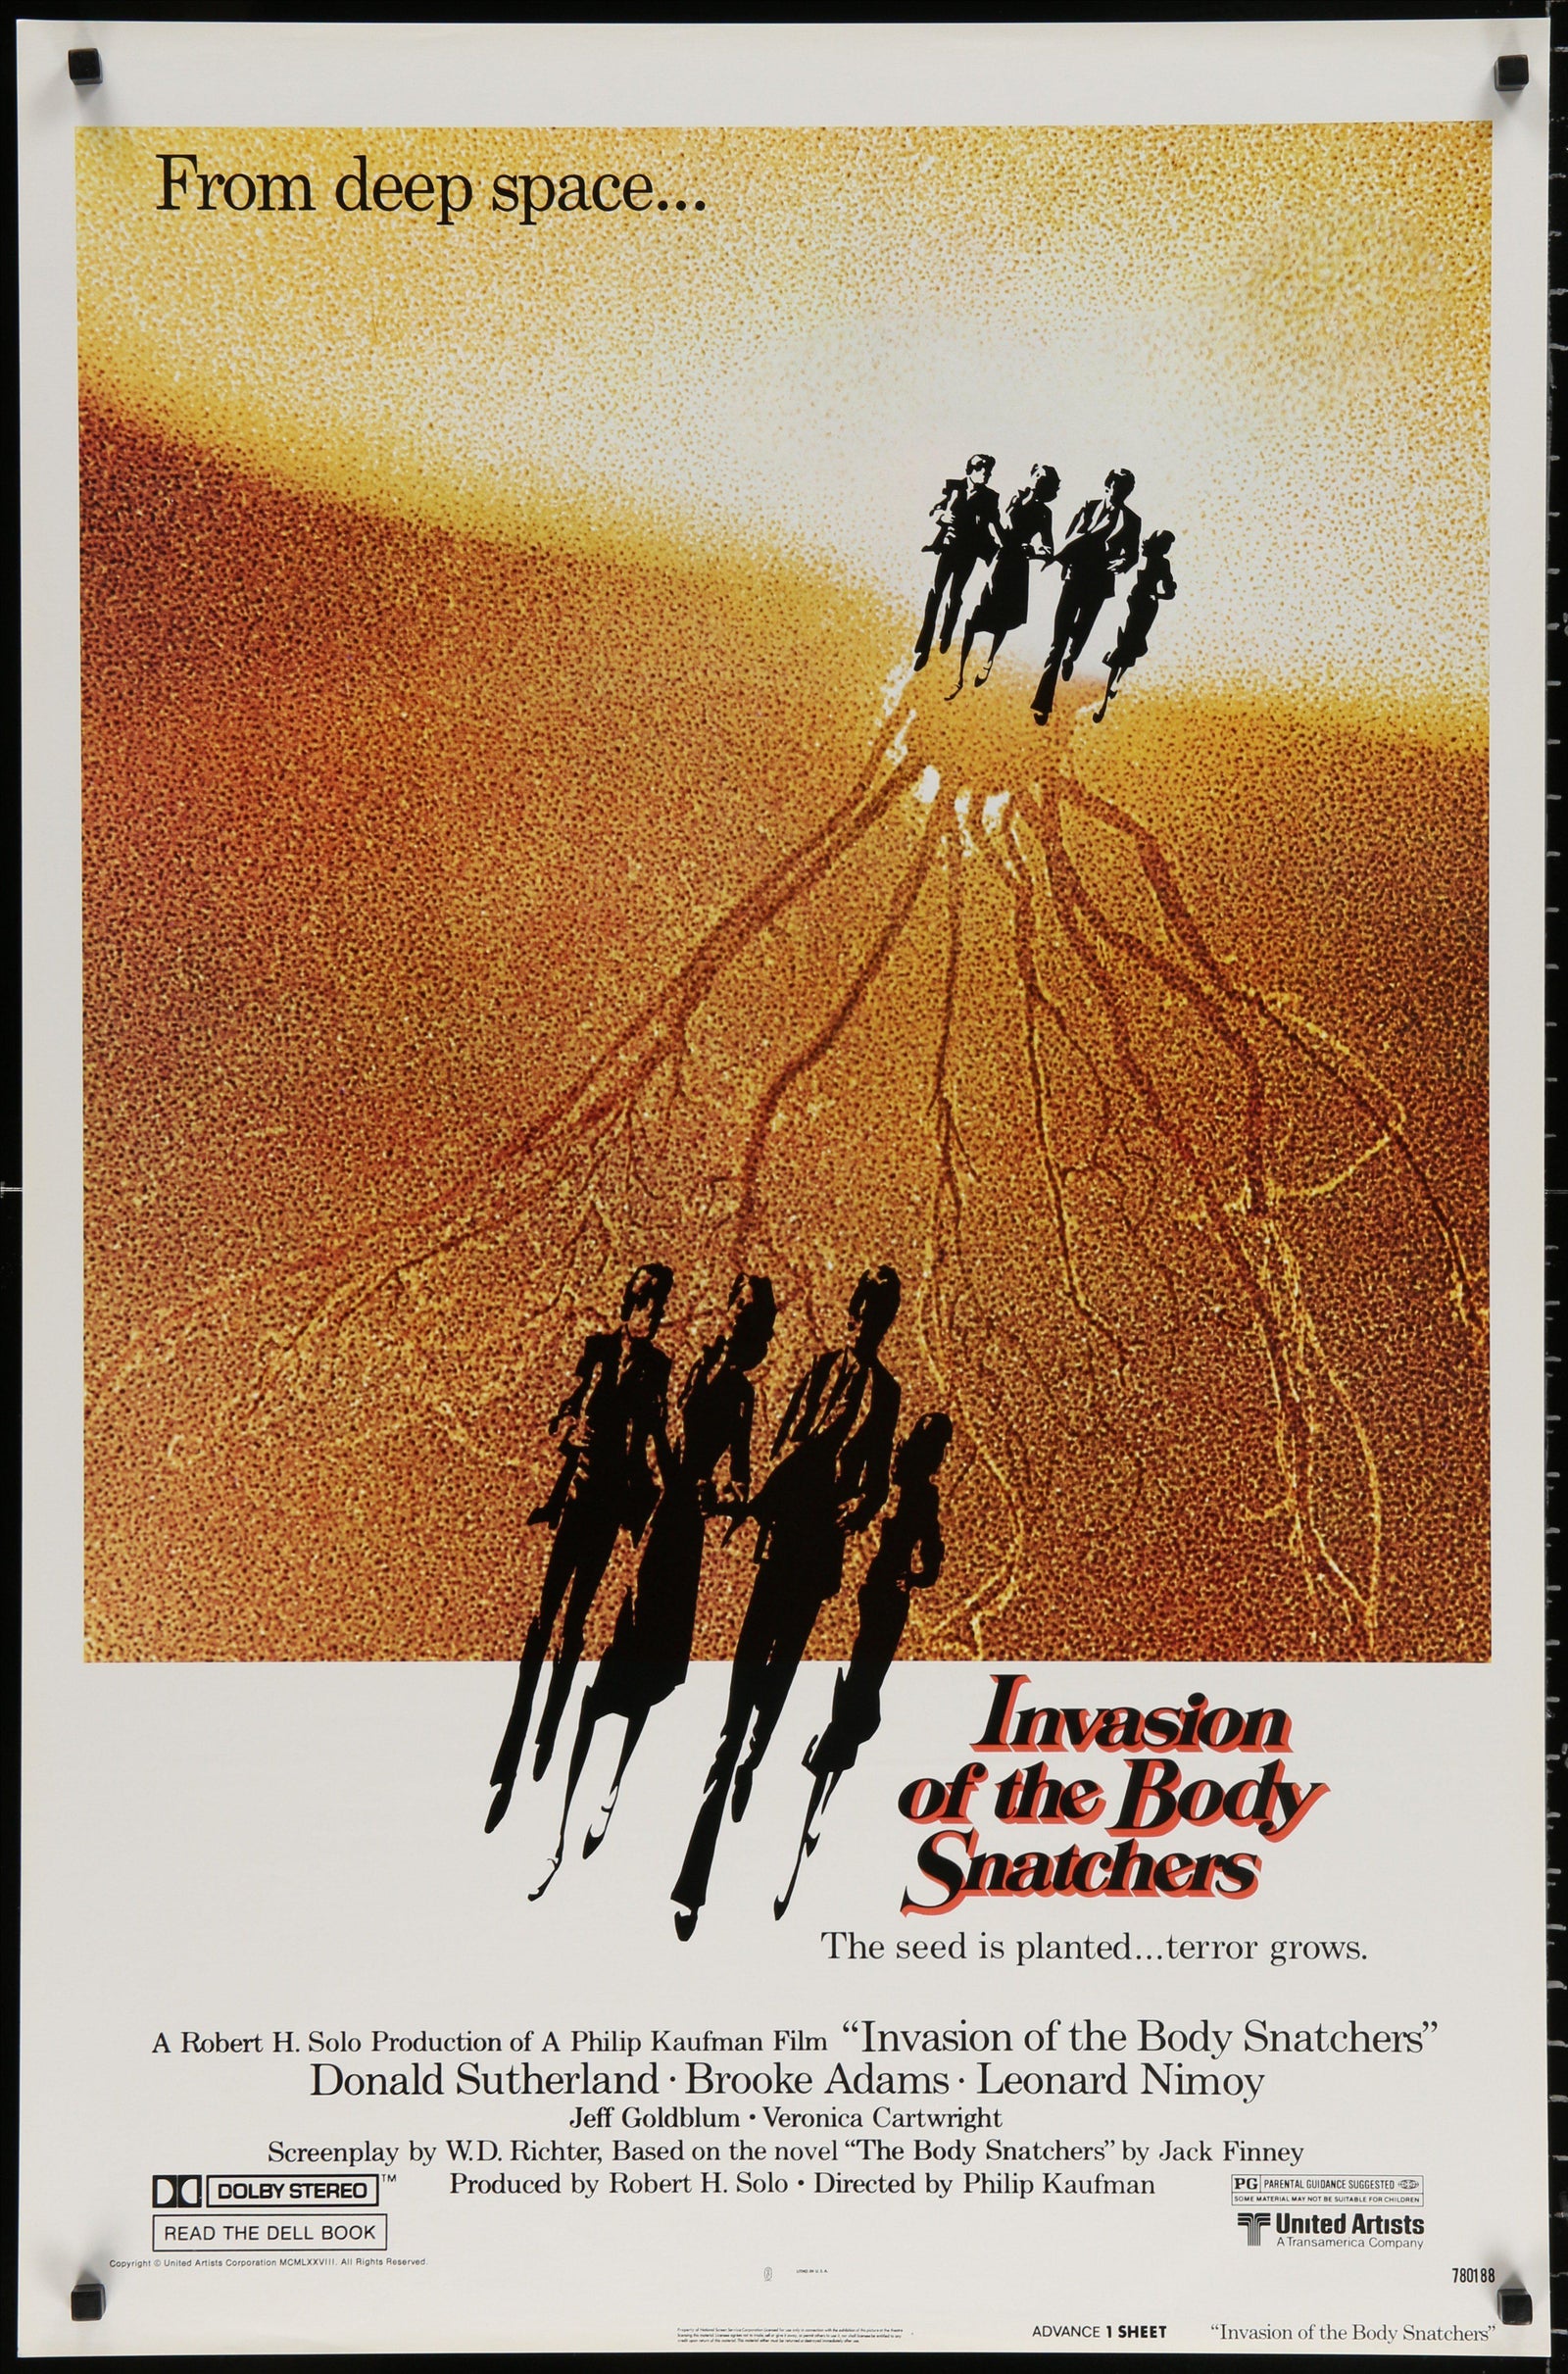 From deep space...
Invasion
of the Body
Snatchers
The seed is planted...terror grows.
A Robert H. Solo Production of A Philip Kaufman Film “Invasion of the Body Snatchers”
Donald Sutherland · Brooke Adams · Leonard Nimoy
Jeff Goldblum • Veronica Cartwright
Screenplay by W.D. Richter, Based on the novel “The Body Snatchers” by Jack Finney
Produced by Robert H. Solo • Directed by Philip Kaufman
DOLBY STEREO TM
READ THE DELL BOOK
PG PARENTAL GUIDANCE SUGGESTED
SOME MATERIAL MAY NOT BE SUITABLE FOR CHILDREN
United Artists
A Transamerica Company
Copyright © United Artists Corporation MCMLXXVIII. All Rights Reserved.
LITHO IN U.S.A.
780188
ADVANCE 1 SHEET “Invasion of the Body Snatchers”